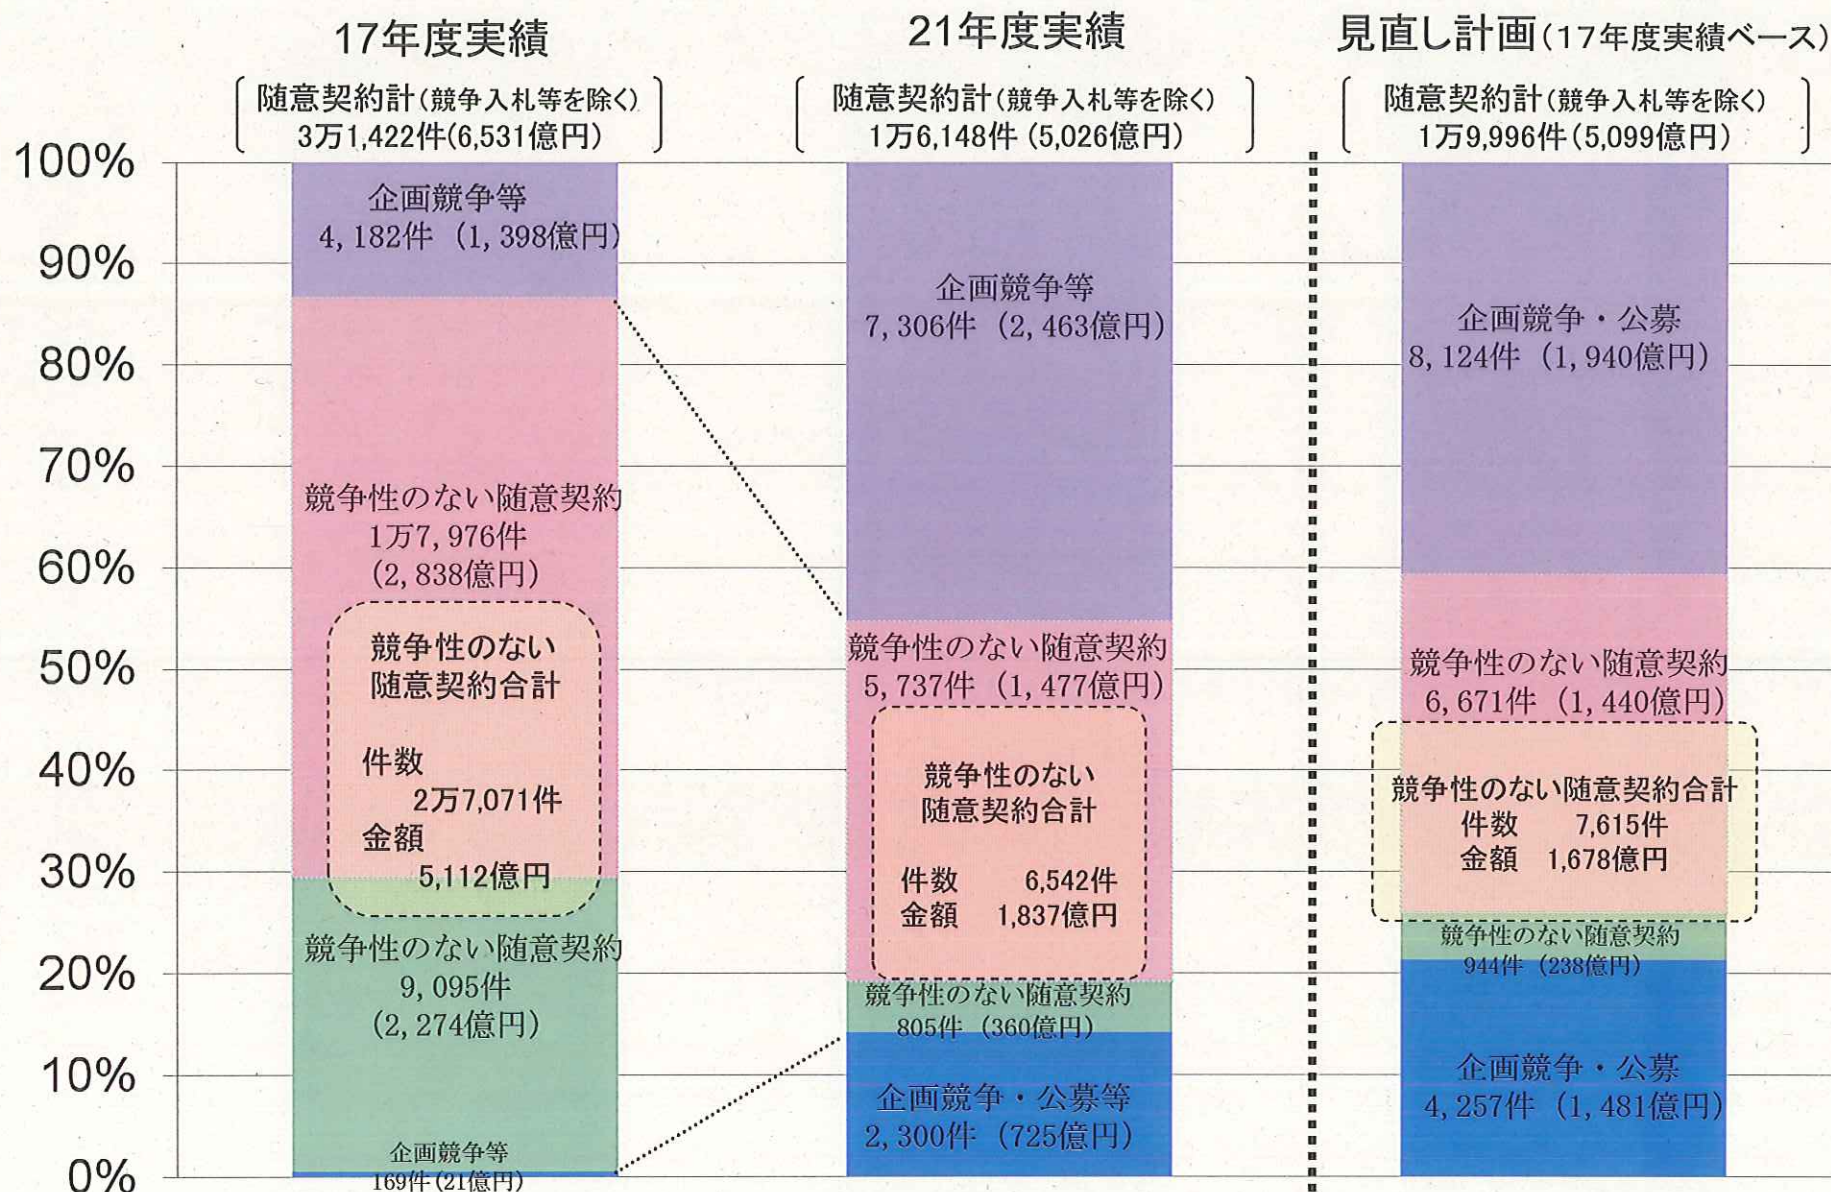 17年度実績
随意契約計(競争入札等を除く)
3万1,422件(6,531億円)
21年度実績
随意契約計(競争入札等を除く)
1万6,148件(5,026億円)
見直し計画(17年度実績ベース)
随意契約計(競争入札等を除く)
1万9,996件(5,099億円)
100%
90%
80%
70%
60%
50%
40%
30%
20%
10%
0%
企画競争等
4,182件 (1,398億円)
競争性のない随意契約
1万7,976件
(2,838億円)
競争性のない
随意契約合計
件数
2万7,071件
金額
5,112億円
競争性のない随意契約
9,095件
(2,274億円)
企画競争等
169件(21億円)
企画競争等
7,306件 (2,463億円)
競争性のない随意契約
5,737件 (1,477億円)
競争性のない
随意契約合計
件数 6,542件
金額 1,837億円
競争性のない随意契約
805件 (360億円)
企画競争・公募等
2,300件 (725億円)
企画競争・公募
8,124件 (1,940億円)
競争性のない随意契約
6,671件 (1,440億円)
競争性のない随意契約合計
件数 7,615件
金額 1,678億円
競争性のない随意契約
944件 (238億円)
企画競争・公募
4,257件 (1,481億円)